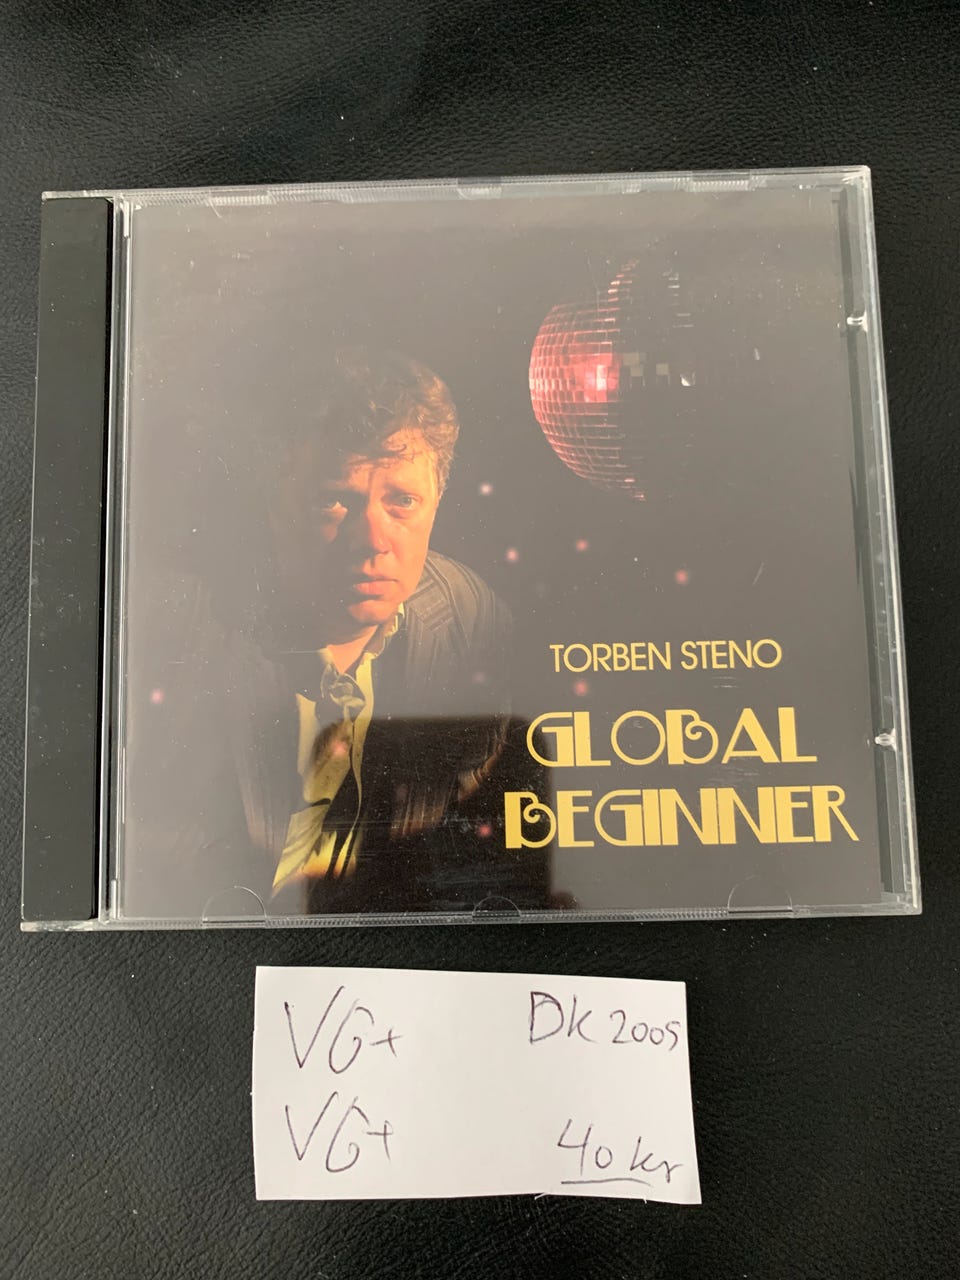 TORBEN STENO
GLOBAL
BEGINNER
VG+ DK 2005
VG+ 40 kr